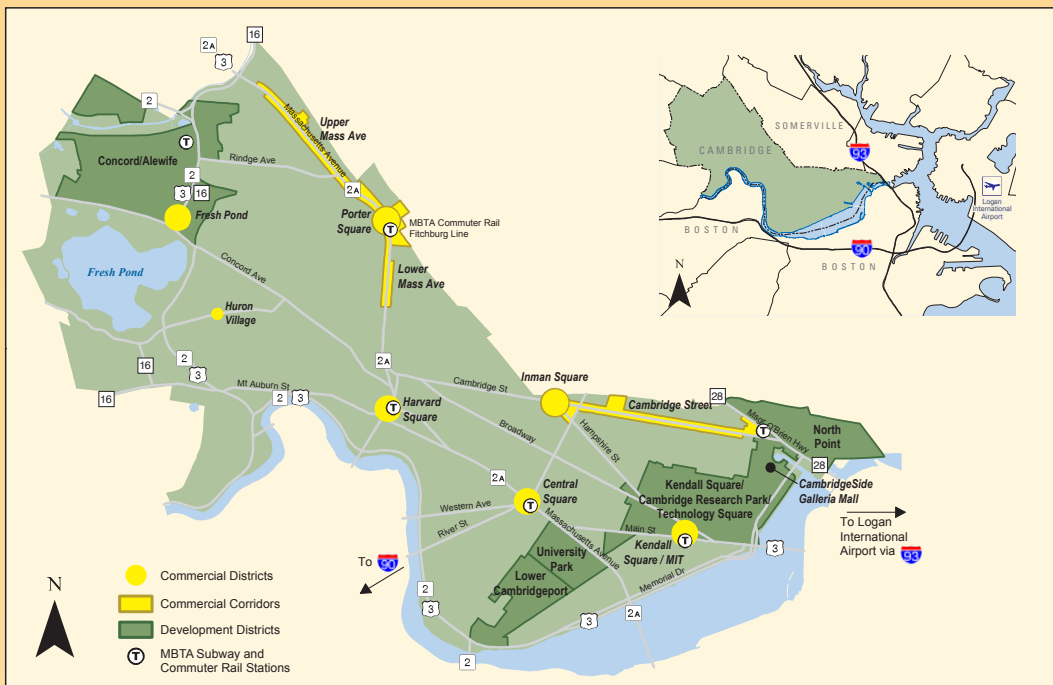 16
2A
3
2
Massachusetts Avenue
Upper
Mass Ave
Concord/Alewife
T
Rindge Ave
2
3
16
2A
Porter
Square
T
MBTA Commuter Rail
Fitchburg Line
Fresh Pond
Concord Ave
Lower
Mass Ave
Fresh Pond
Huron
Village
16
2
3
2A
16
Mt Auburn St
2
3
Harvard
Square
T
Cambridge St
Inman Square
Cambridge Street
28
Msgr O'Brien Hwy
T
North
Point
28
Broadway
Hampshire St
CambridgeSide
Galleria Mall
Kendall Square/
Cambridge Research Park/
Technology Square
2A
Central
Square
T
Western Ave
River St
Massachusetts Avenue
Main St
Kendall
Square / MIT
T
3
To Logan
International
Airport via
93
University
Park
Lower
Cambridgeport
Memorial Dr
To
90
2
3
3
2A
2
SOMERVILLE
CAMBRIDGE
93
Logan
International
Airport
BOSTON
90
BOSTON
N
N
Commercial Districts
Commercial Corridors
Development Districts
T
MBTA Subway and
Commuter Rail Stations